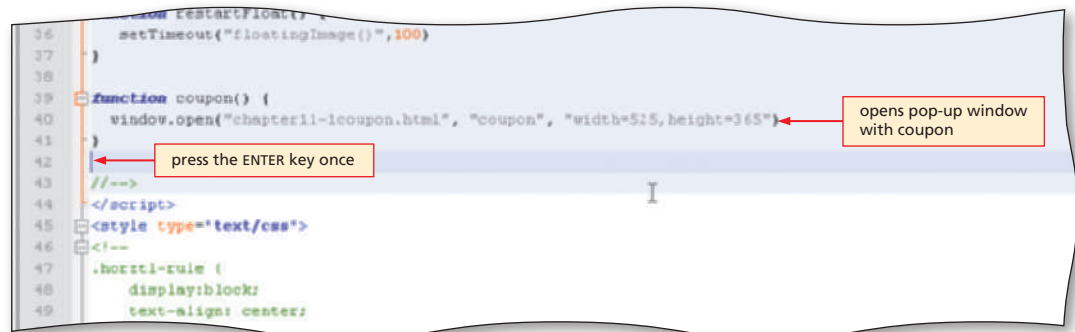 function restartFloat() {
36 setTimeout("floatingImage()",100)
37 }
38
39 function coupon() {
40 window.open("chapter11-1coupon.html", "coupon", "width=525,height=365")
opens pop-up window
with coupon
41 }
42
press the ENTER key once
43 //-->
44 </script>
45 <style type="text/css">
46 <!--
47 .horztl-rule {
48 display:block;
49 text-align: center;